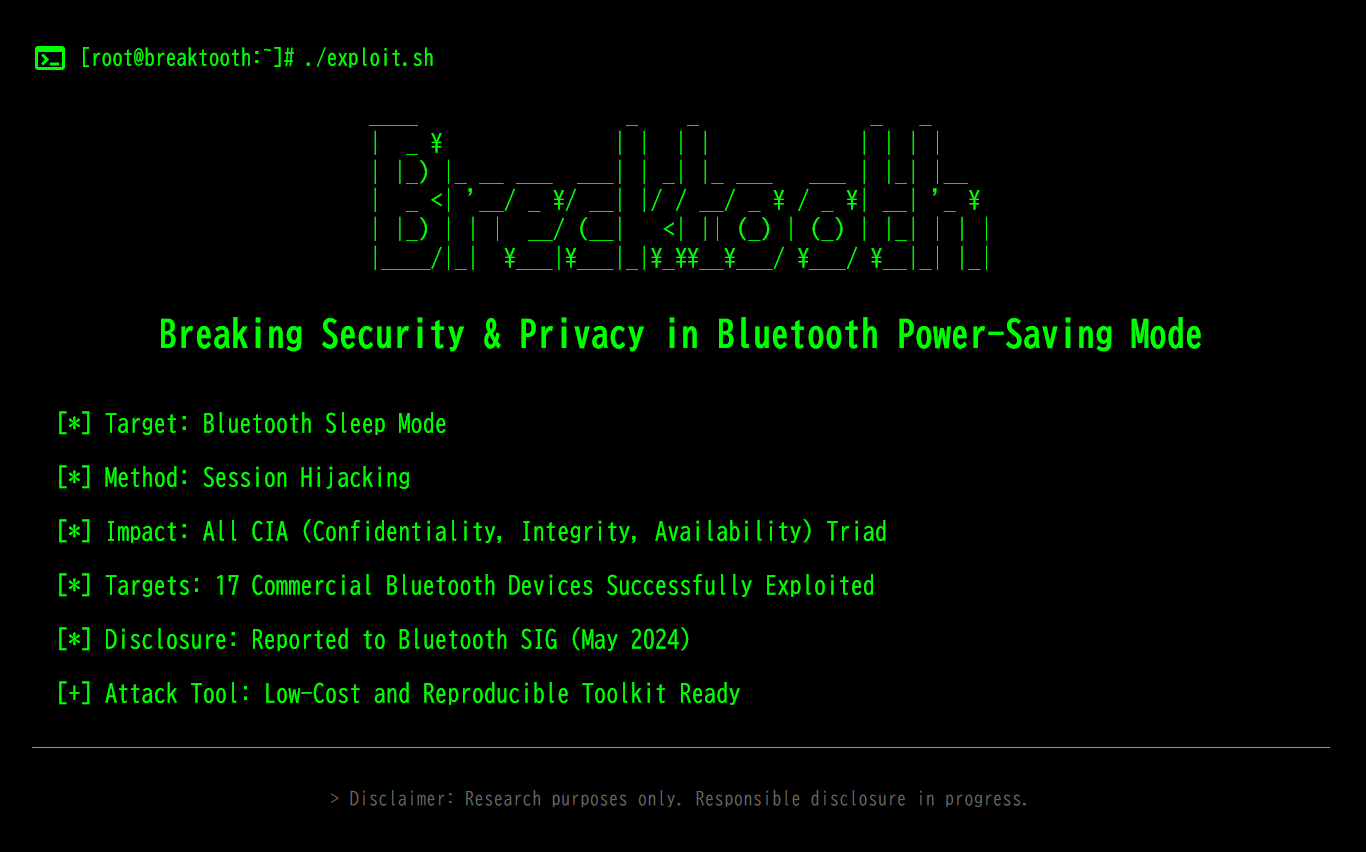 [root@breaktooth:~]# ./exploit.sh
Breaktooth
Breaking Security & Privacy in Bluetooth Power-Saving Mode
[*] Target: Bluetooth Sleep Mode
[*] Method: Session Hijacking
[*] Impact: All CIA (Confidentiality, Integrity, Availability) Triad
[*] Targets: 17 Commercial Bluetooth Devices Successfully Exploited
[*] Disclosure: Reported to Bluetooth SIG (May 2024)
[+] Attack Tool: Low-Cost and Reproducible Toolkit Ready
> Disclaimer: Research purposes only. Responsible disclosure in progress.